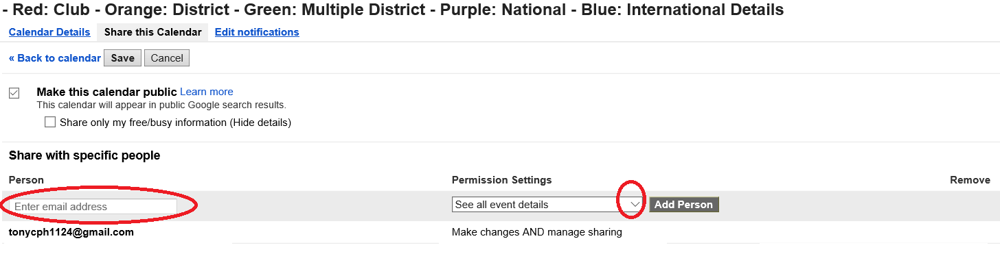 - Red: Club - Orange: District - Green: Multiple District - Purple: National - Blue: International Details
Calendar Details Share this Calendar Edit notifications
« Back to calendar Save Cancel
Make this calendar public Learn more
This calendar will appear in public Google search results.
Share only my free/busy information (Hide details)
Share with specific people
Person Permission Settings Remove
Enter email address See all event details Add Person
tonycph1124@gmail.com Make changes AND manage sharing